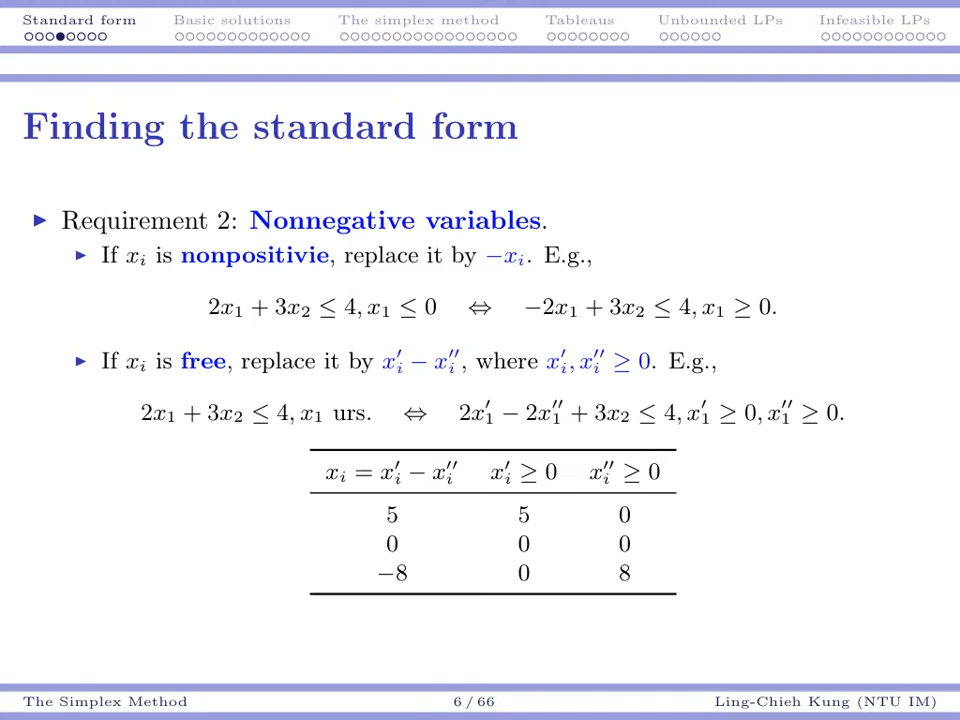 Standard form Basic solutions The simplex method Tableaus Unbounded LPs Infeasible LPs
Finding the standard form
▶ Requirement 2: Nonnegative variables.
▶ If xᵢ is nonpositivie, replace it by −xᵢ. E.g.,
2x₁ + 3x₂ ≤ 4, x₁ ≤ 0 ⇔ −2x₁ + 3x₂ ≤ 4, x₁ ≥ 0.
▶ If xᵢ is free, replace it by x′ᵢ − x″ᵢ, where x′ᵢ, x″ᵢ ≥ 0. E.g.,
2x₁ + 3x₂ ≤ 4, x₁ urs. ⇔ 2x′₁ − 2x″₁ + 3x₂ ≤ 4, x′₁ ≥ 0, x″₁ ≥ 0.
xᵢ = x′ᵢ − x″ᵢ x′ᵢ ≥ 0 x″ᵢ ≥ 0
5 5 0
0 0 0
−8 0 8
The Simplex Method 6 / 66 Ling-Chieh Kung (NTU IM)